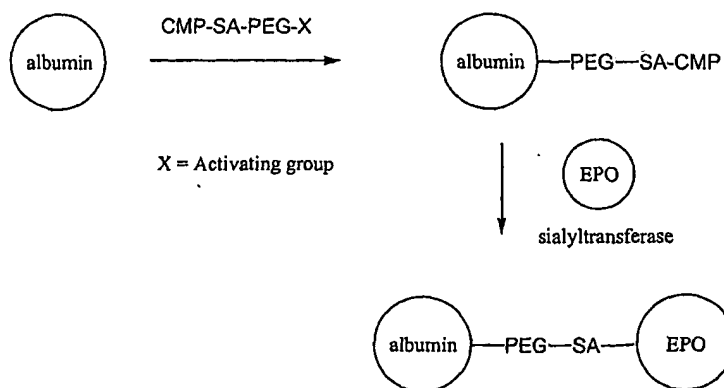 CMP-SA-PEG-X
albumin
albumin
PEG
SA-CMP
X = Activating group
EPO
sialyltransferase
albumin
PEG
SA
EPO